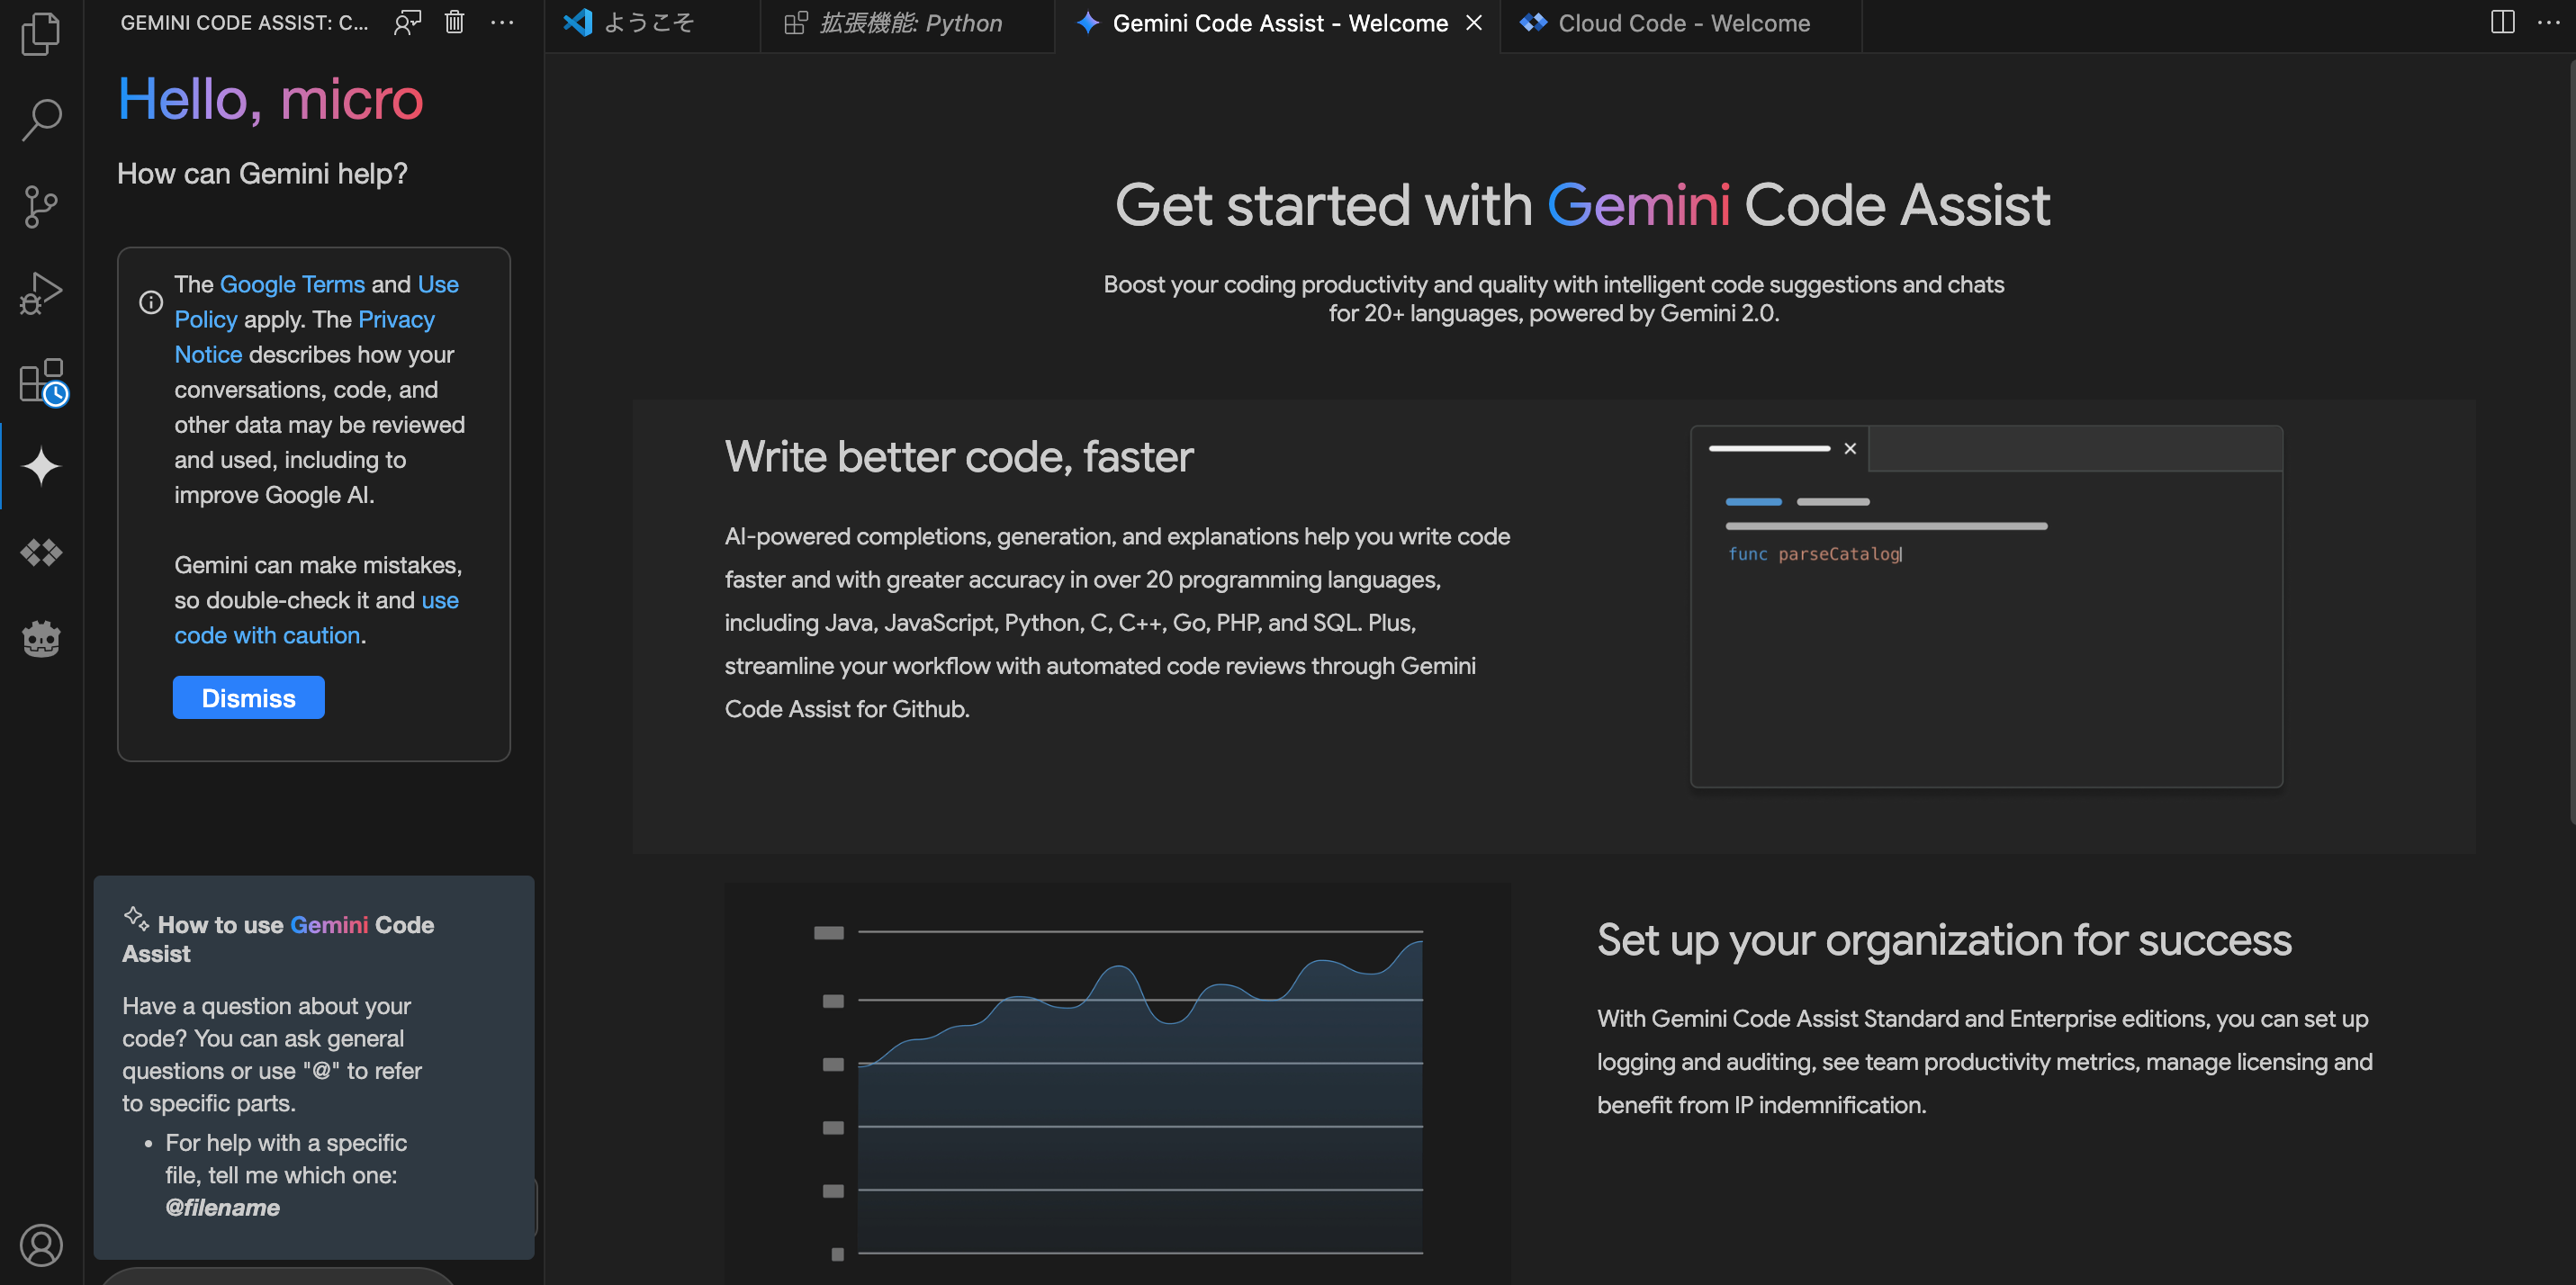 GEMINI CODE ASSIST: C...
ようこそ
拡張機能: Python
Gemini Code Assist - Welcome
Cloud Code - Welcome
Hello, micro
How can Gemini help?
The Google Terms and Use
Policy apply. The Privacy
Notice describes how your
conversations, code, and
other data may be reviewed
and used, including to
improve Google AI.
Gemini can make mistakes,
so double-check it and use
code with caution.
Dismiss
How to use Gemini Code
Assist
Have a question about your
code? You can ask general
questions or use "@" to refer
to specific parts.
• For help with a specific
file, tell me which one:
@filename
Get started with Gemini Code Assist
Boost your coding productivity and quality with intelligent code suggestions and chats
for 20+ languages, powered by Gemini 2.0.
Write better code, faster
AI-powered completions, generation, and explanations help you write code
faster and with greater accuracy in over 20 programming languages,
including Java, JavaScript, Python, C, C++, Go, PHP, and SQL. Plus,
streamline your workflow with automated code reviews through Gemini
Code Assist for Github.
func parseCatalog
Set up your organization for success
With Gemini Code Assist Standard and Enterprise editions, you can set up
logging and auditing, see team productivity metrics, manage licensing and
benefit from IP indemnification.